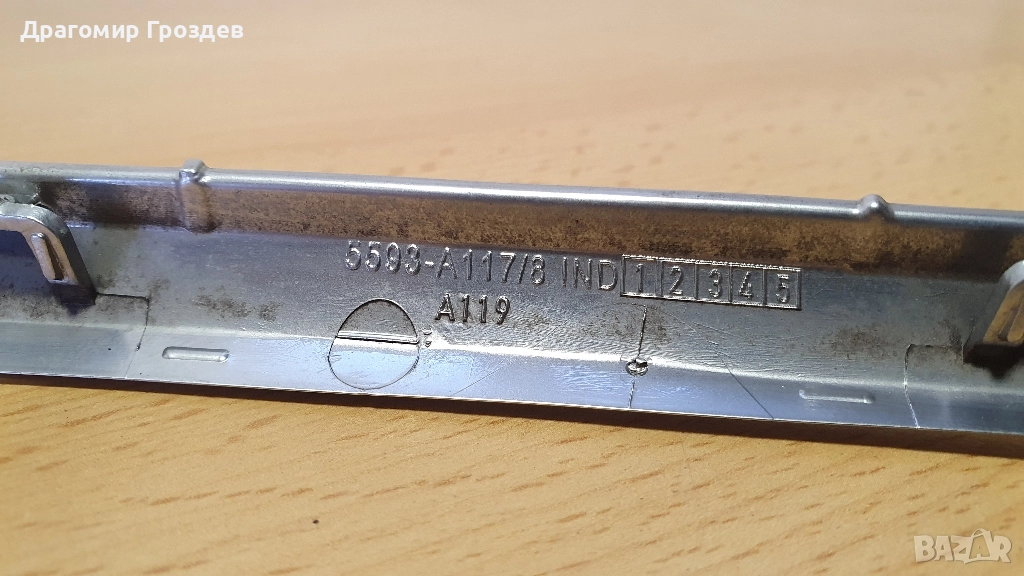 Драгомир Гроздев
5593-A117/8 IND 1 2 3 4 5
A119
BAZAR